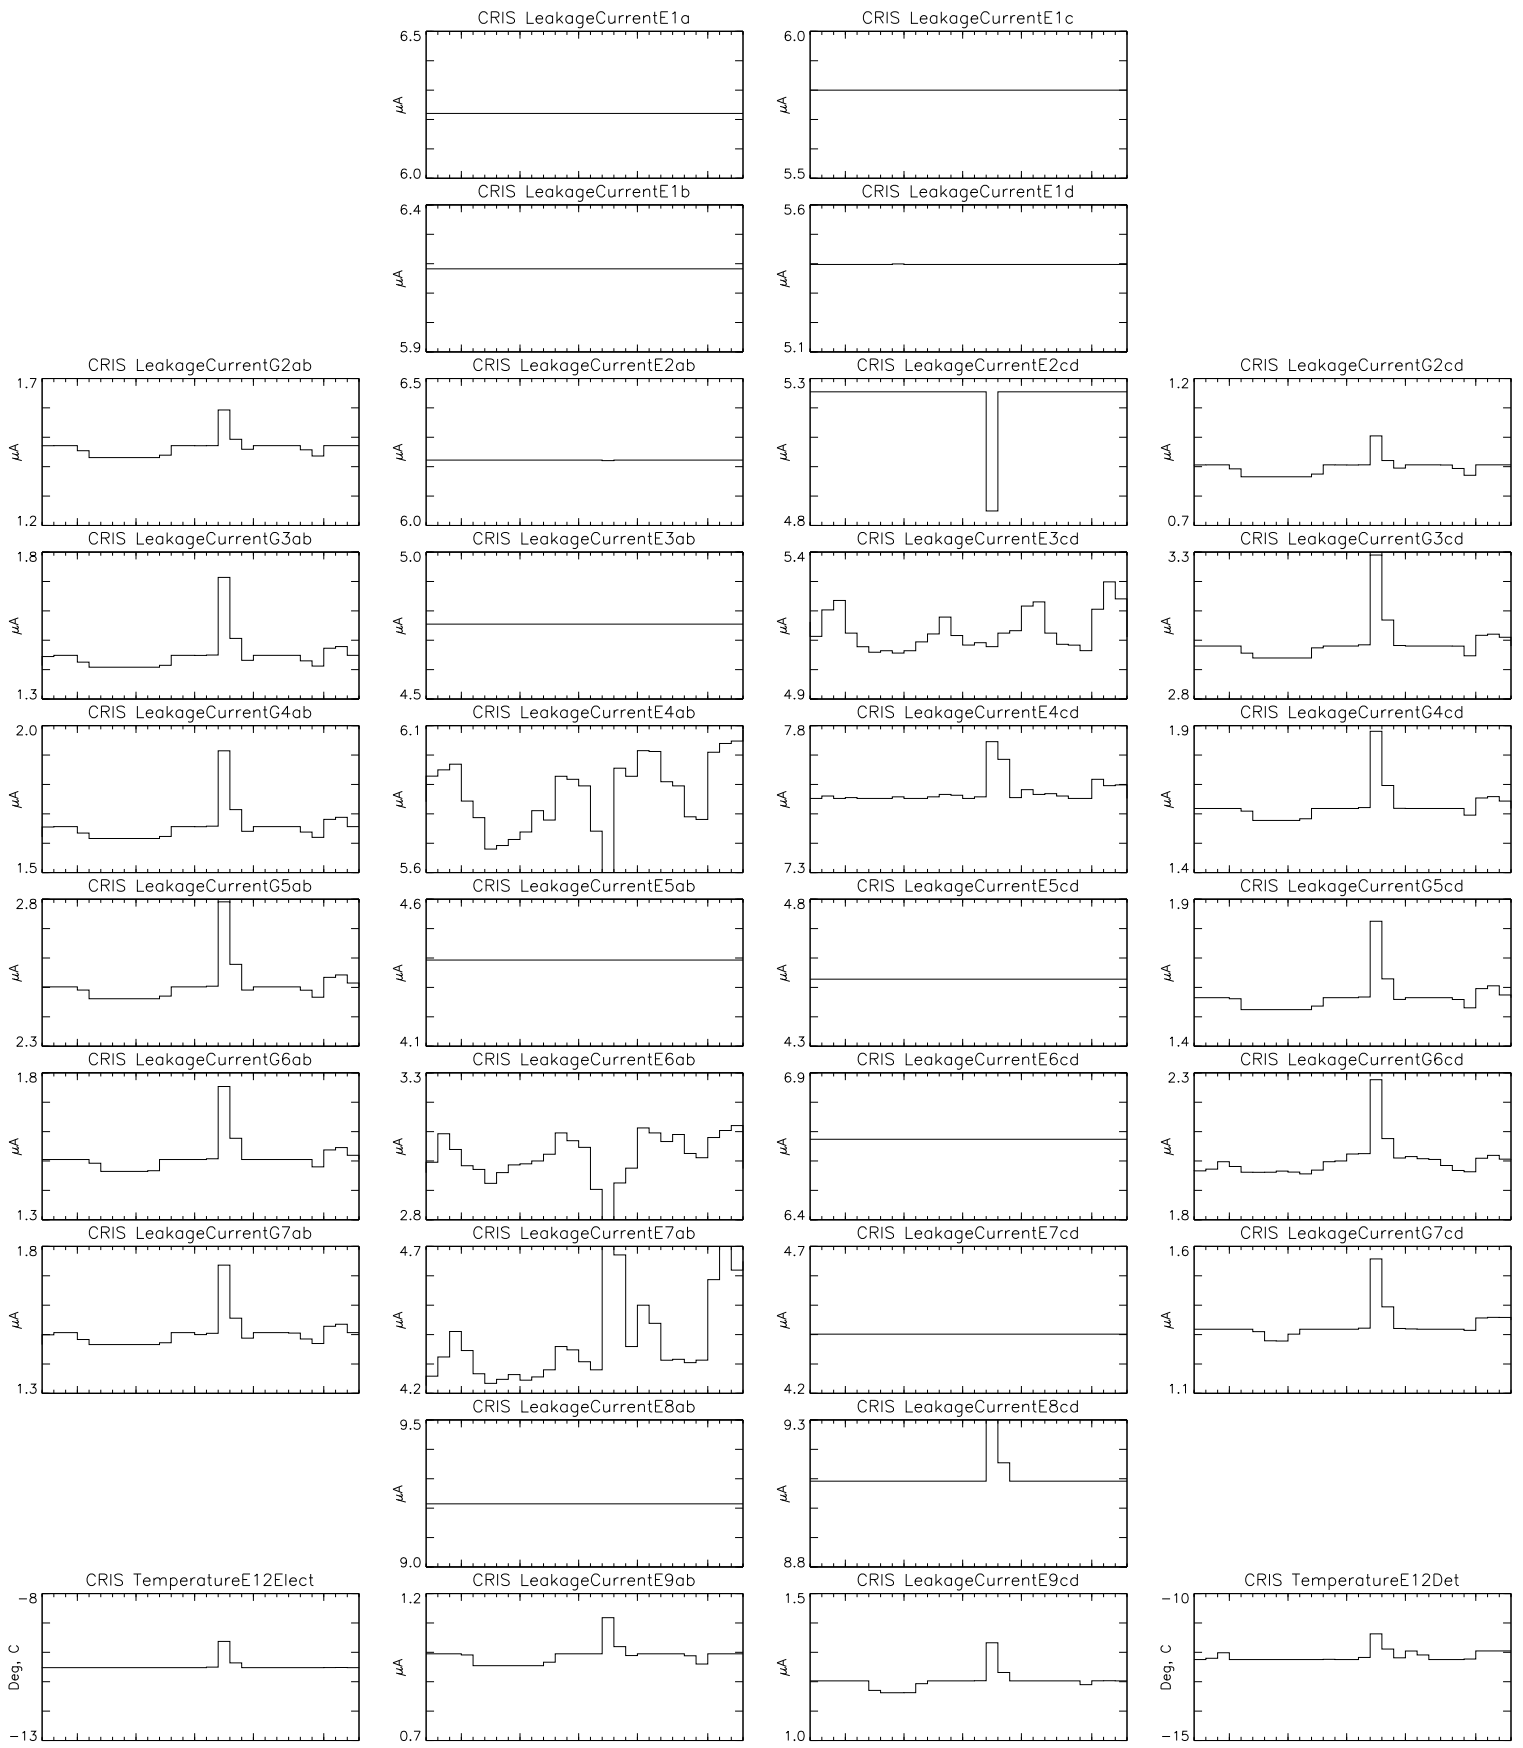 CRIS LeakageCurrentE1a
6.5
μA
6.0
CRIS LeakageCurrentE1c
6.0
μA
5.5
CRIS LeakageCurrentE1b
6.4
μA
5.9
CRIS LeakageCurrentE1d
5.6
μA
5.1
CRIS LeakageCurrentG2ab
1.7
μA
1.2
CRIS LeakageCurrentE2ab
6.5
μA
6.0
CRIS LeakageCurrentE2cd
5.3
μA
4.8
CRIS LeakageCurrentG2cd
1.2
μA
0.7
CRIS LeakageCurrentG3ab
1.8
μA
1.3
CRIS LeakageCurrentE3ab
5.0
μA
4.5
CRIS LeakageCurrentE3cd
5.4
μA
4.9
CRIS LeakageCurrentG3cd
3.3
μA
2.8
CRIS LeakageCurrentG4ab
2.0
μA
1.5
CRIS LeakageCurrentE4ab
6.1
μA
5.6
CRIS LeakageCurrentE4cd
7.8
μA
7.3
CRIS LeakageCurrentG4cd
1.9
μA
1.4
CRIS LeakageCurrentG5ab
2.8
μA
2.3
CRIS LeakageCurrentE5ab
4.6
μA
4.1
CRIS LeakageCurrentE5cd
4.8
μA
4.3
CRIS LeakageCurrentG5cd
1.9
μA
1.4
CRIS LeakageCurrentG6ab
1.8
μA
1.3
CRIS LeakageCurrentE6ab
3.3
μA
2.8
CRIS LeakageCurrentE6cd
6.9
μA
6.4
CRIS LeakageCurrentG6cd
2.3
μA
1.8
CRIS LeakageCurrentG7ab
1.8
μA
1.3
CRIS LeakageCurrentE7ab
4.7
μA
4.2
CRIS LeakageCurrentE7cd
4.7
μA
4.2
CRIS LeakageCurrentG7cd
1.6
μA
1.1
CRIS LeakageCurrentE8ab
9.5
μA
9.0
CRIS LeakageCurrentE8cd
9.3
μA
8.8
CRIS TemperatureE12Elect
-8
Deg, C
-13
CRIS LeakageCurrentE9ab
1.2
μA
0.7
CRIS LeakageCurrentE9cd
1.5
μA
1.0
CRIS TemperatureE12Det
-10
Deg, C
-15